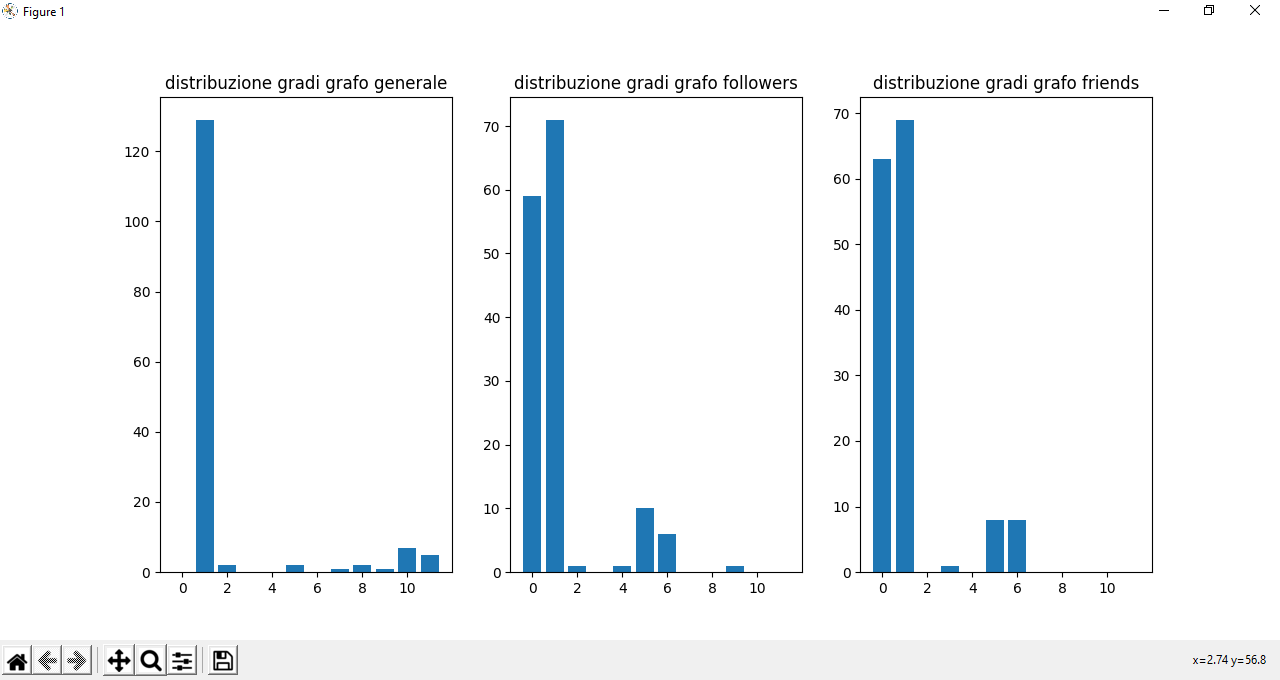 Figure 1
distribuzione gradi grafo generale
120
100
80
60
40
20
0
0 2 4 6 8 10
distribuzione gradi grafo followers
70
60
50
40
30
20
10
0
0 2 4 6 8 10
distribuzione gradi grafo friends
70
60
50
40
30
20
10
0
0 2 4 6 8 10
x=2.74 y=56.8